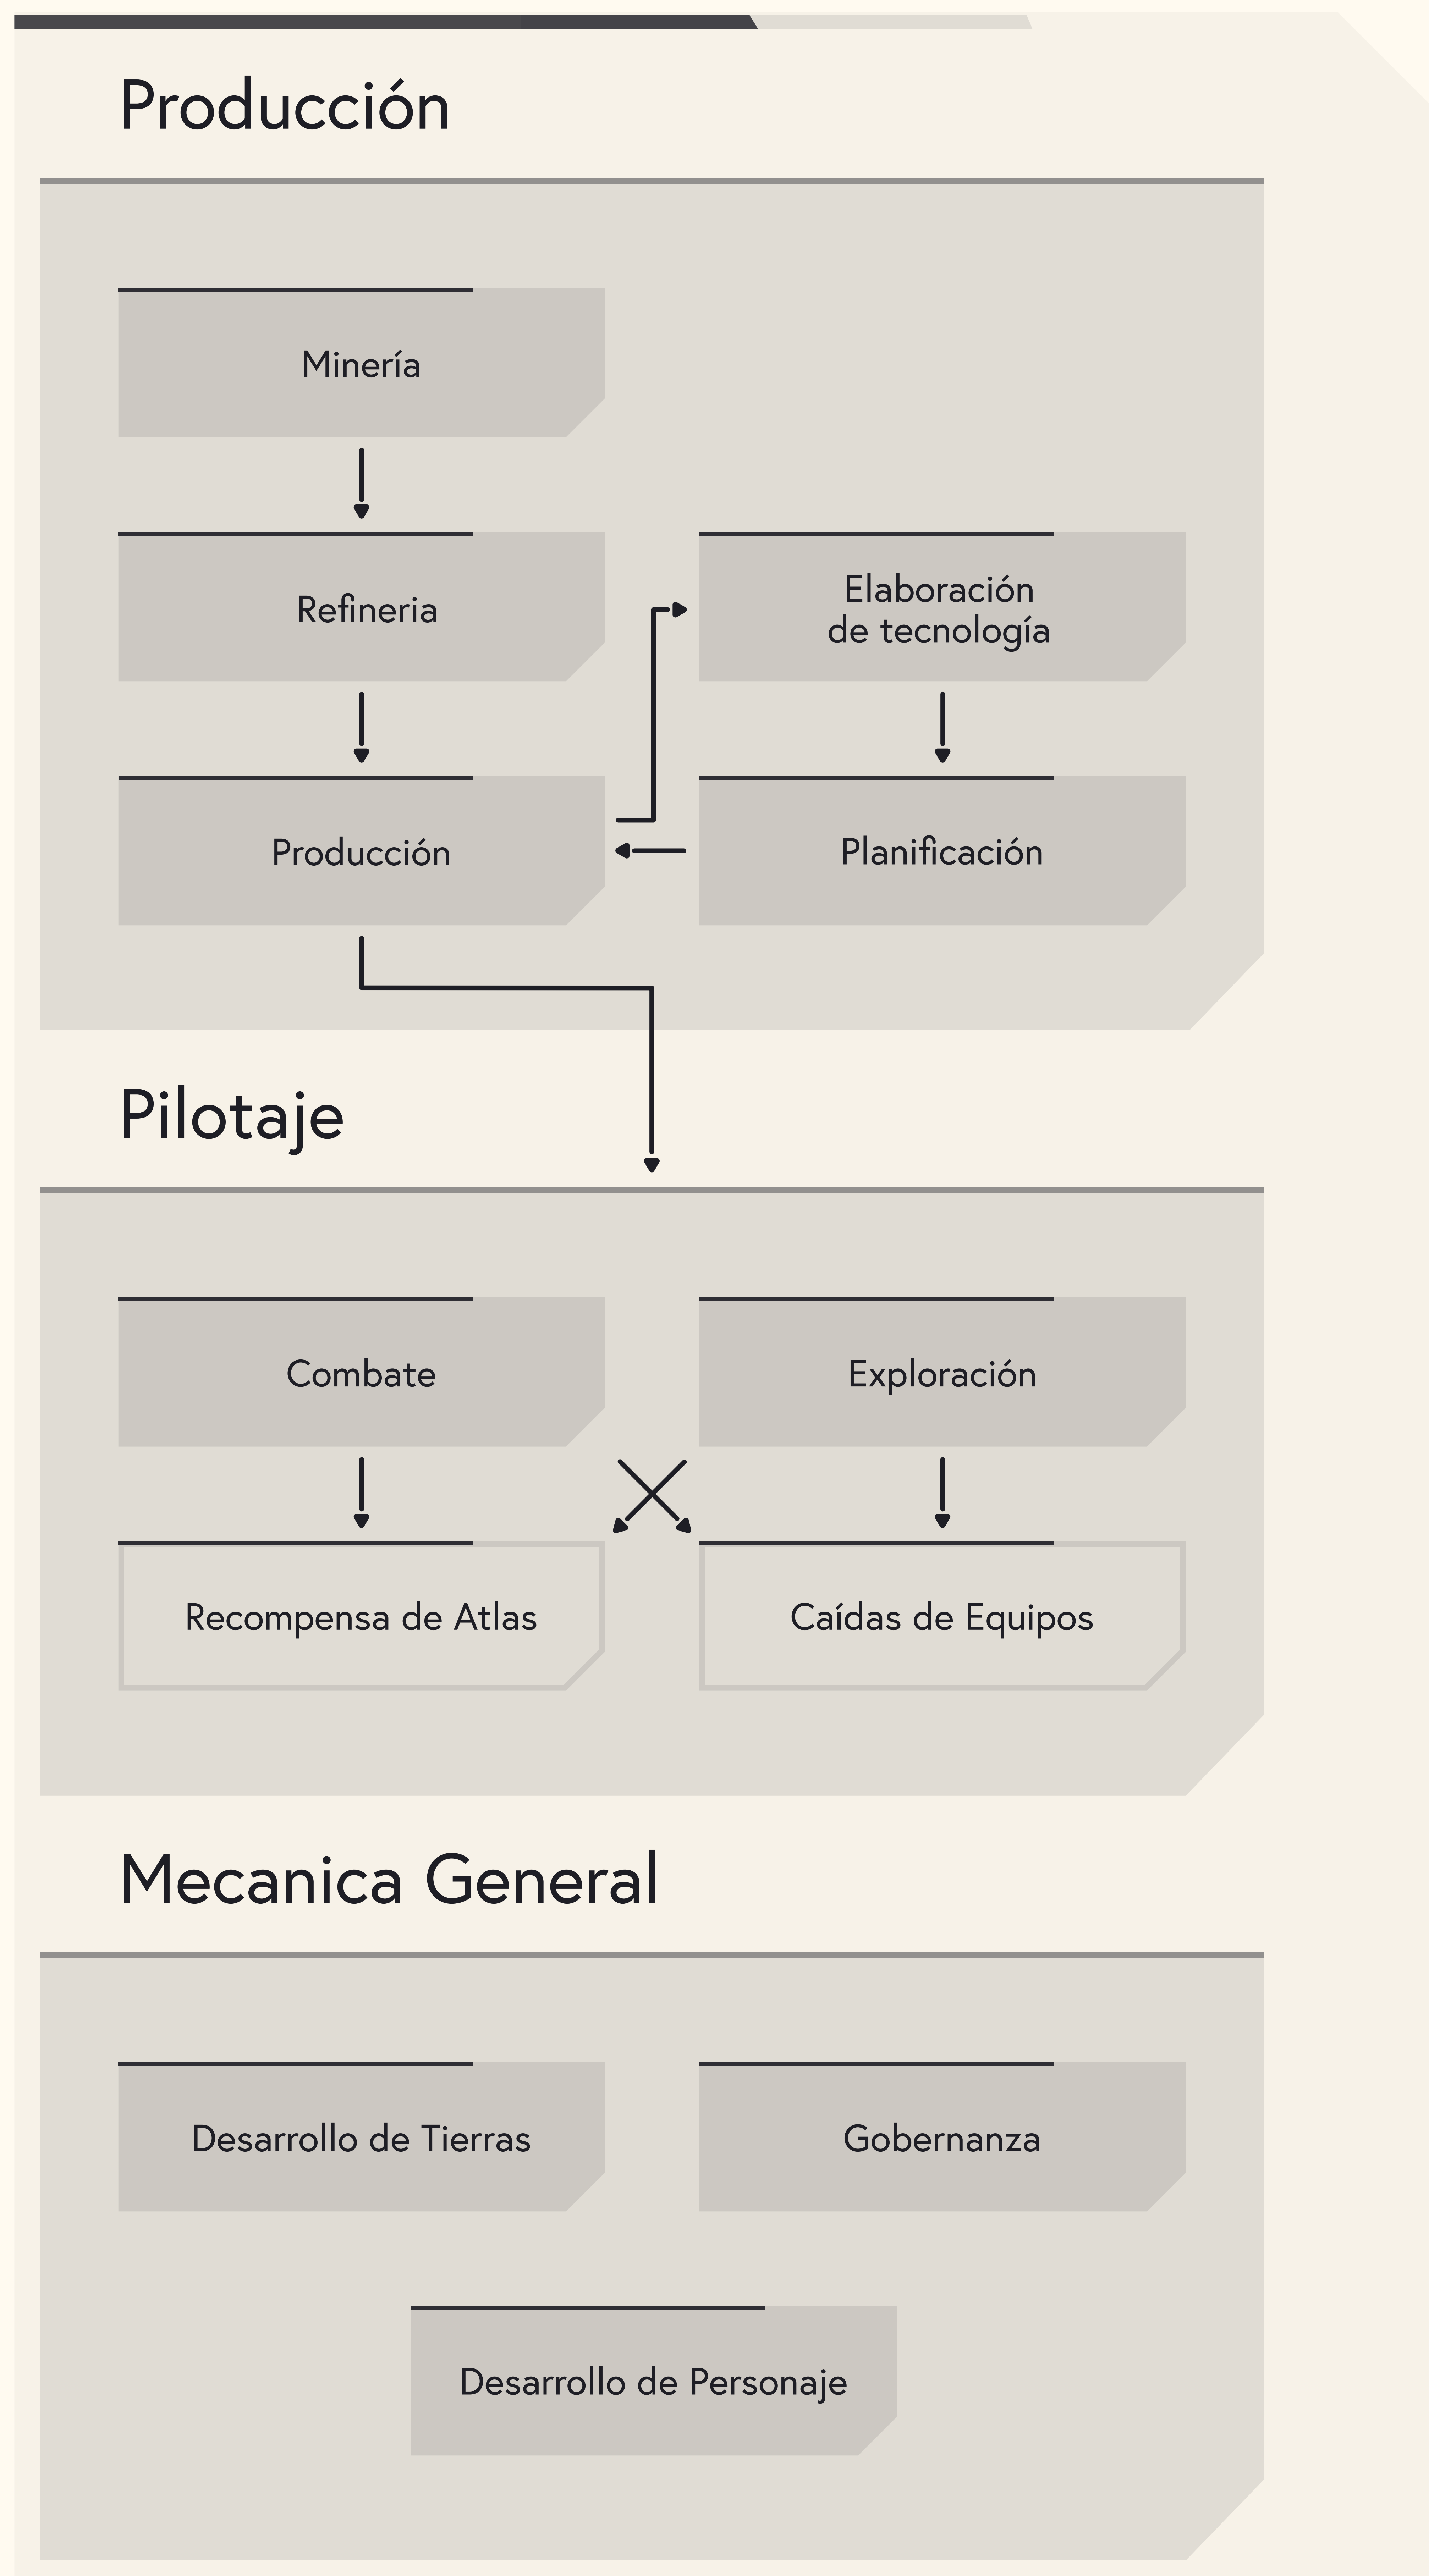 Producción
Minería
Refineria
Elaboración
de tecnología
Producción
Planificación
Pilotaje
Combate
Exploración
Recompensa de Atlas
Caídas de Equipos
Mecanica General
Desarrollo de Tierras
Gobernanza
Desarrollo de Personaje